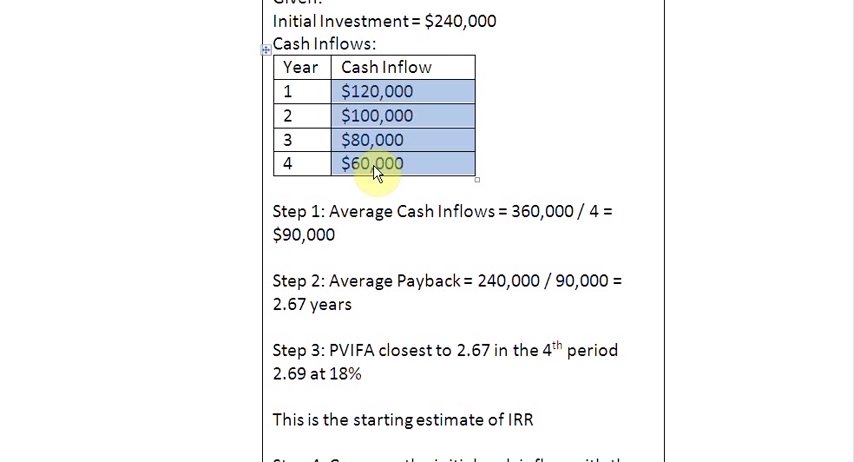 Given:
Initial Investment = $240,000
Cash Inflows:
Year Cash Inflow
1 $120,000
2 $100,000
3 $80,000
4 $60,000
Step 1: Average Cash Inflows = 360,000 / 4 =
$90,000
Step 2: Average Payback = 240,000 / 90,000 =
2.67 years
Step 3: PVIFA closest to 2.67 in the 4th period
2.69 at 18%
This is the starting estimate of IRR